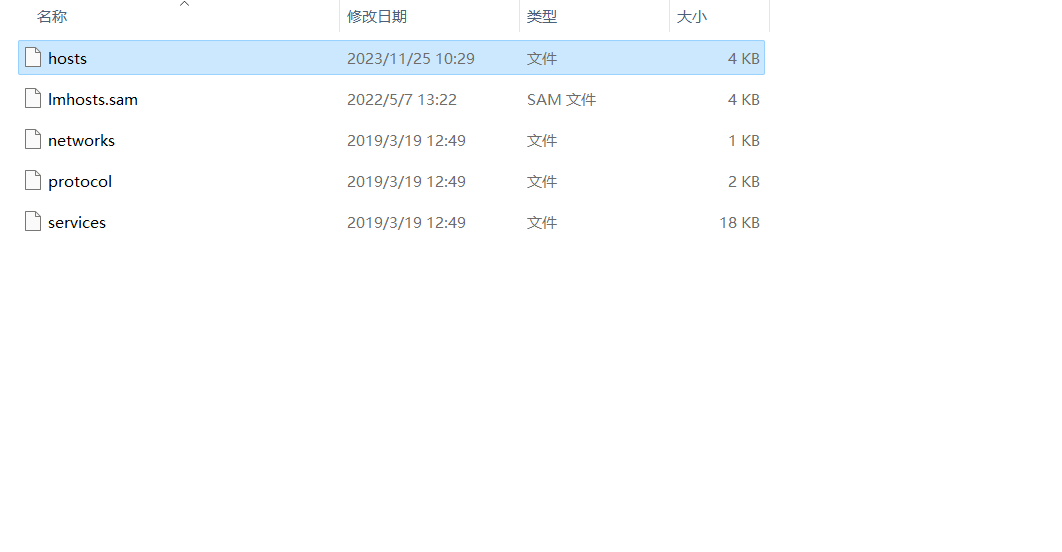 名称 修改日期 类型 大小
hosts 2023/11/25 10:29 文件 4 KB
lmhosts.sam 2022/5/7 13:22 SAM 文件 4 KB
networks 2019/3/19 12:49 文件 1 KB
protocol 2019/3/19 12:49 文件 2 KB
services 2019/3/19 12:49 文件 18 KB